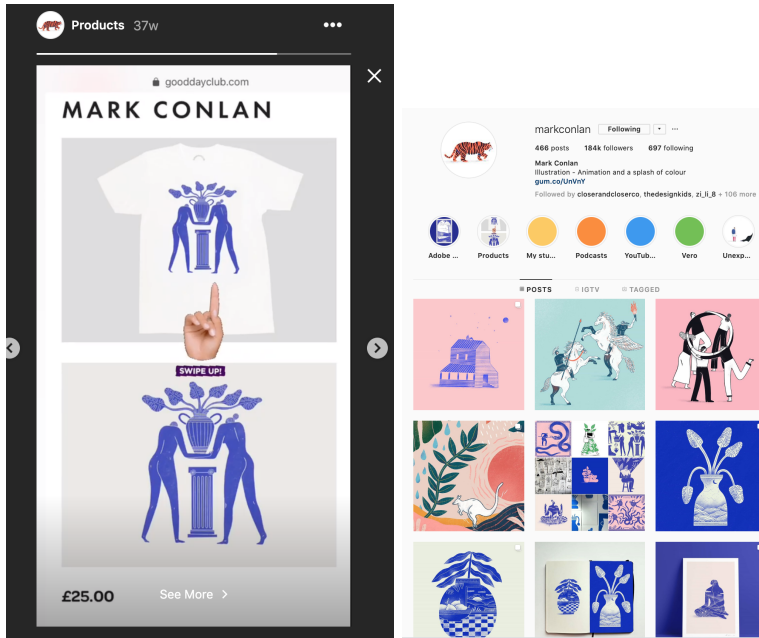 Products 37w
gooddayclub.com
MARK CONLAN
SWIPE UP!
£25.00
See More
markconlan Following
466 posts 184k followers 697 following
Mark Conlan
Illustration - Animation and a splash of colour
gum.co/UnVnY
Followed by closerandcloserco, thedesignkids, zi_li_8 + 106 more
Adobe ... Products My stu... Podcasts YouTub... Vero Unexp...
POSTS IGTV TAGGED